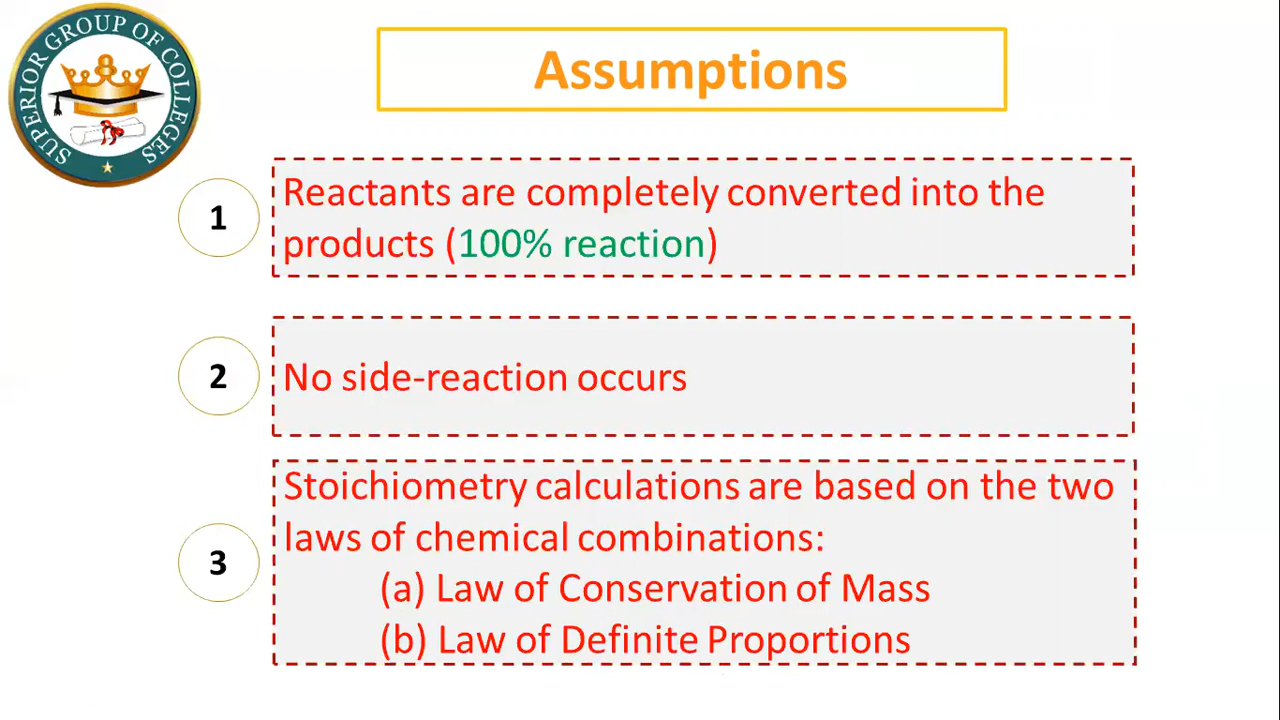 SUPERIOR GROUP OF COLLEGES
Assumptions
1
Reactants are completely converted into the
products (100% reaction)
2
No side-reaction occurs
3
Stoichiometry calculations are based on the two
laws of chemical combinations:
(a) Law of Conservation of Mass
(b) Law of Definite Proportions